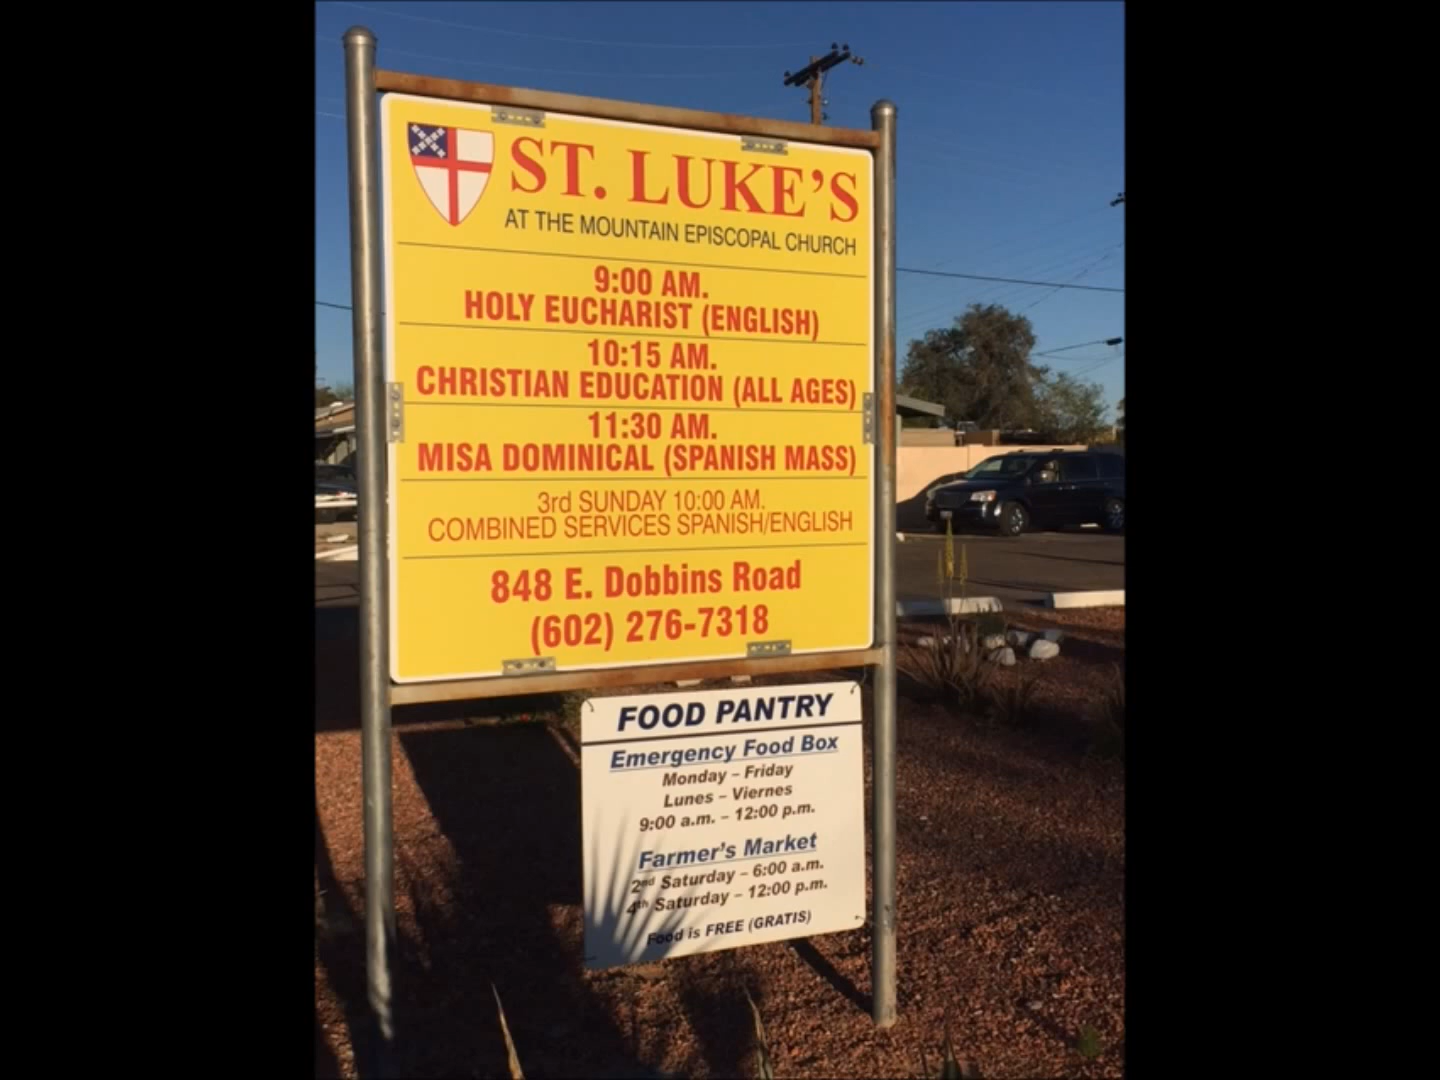 ST. LUKE'S
AT THE MOUNTAIN EPISCOPAL CHURCH
9:00 AM.
HOLY EUCHARIST (ENGLISH)
10:15 AM.
CHRISTIAN EDUCATION (ALL AGES)
11:30 AM.
MISA DOMINICAL (SPANISH MASS)
3rd SUNDAY 10:00 AM.
COMBINED SERVICES SPANISH/ENGLISH
848 E. Dobbins Road
(602) 276-7318
FOOD PANTRY
Emergency Food Box
Monday – Friday
Lunes – Viernes
9:00 a.m. – 12:00 p.m.
Farmer's Market
2nd Saturday – 6:00 a.m.
4th Saturday – 12:00 p.m.
Food is FREE (GRATIS)